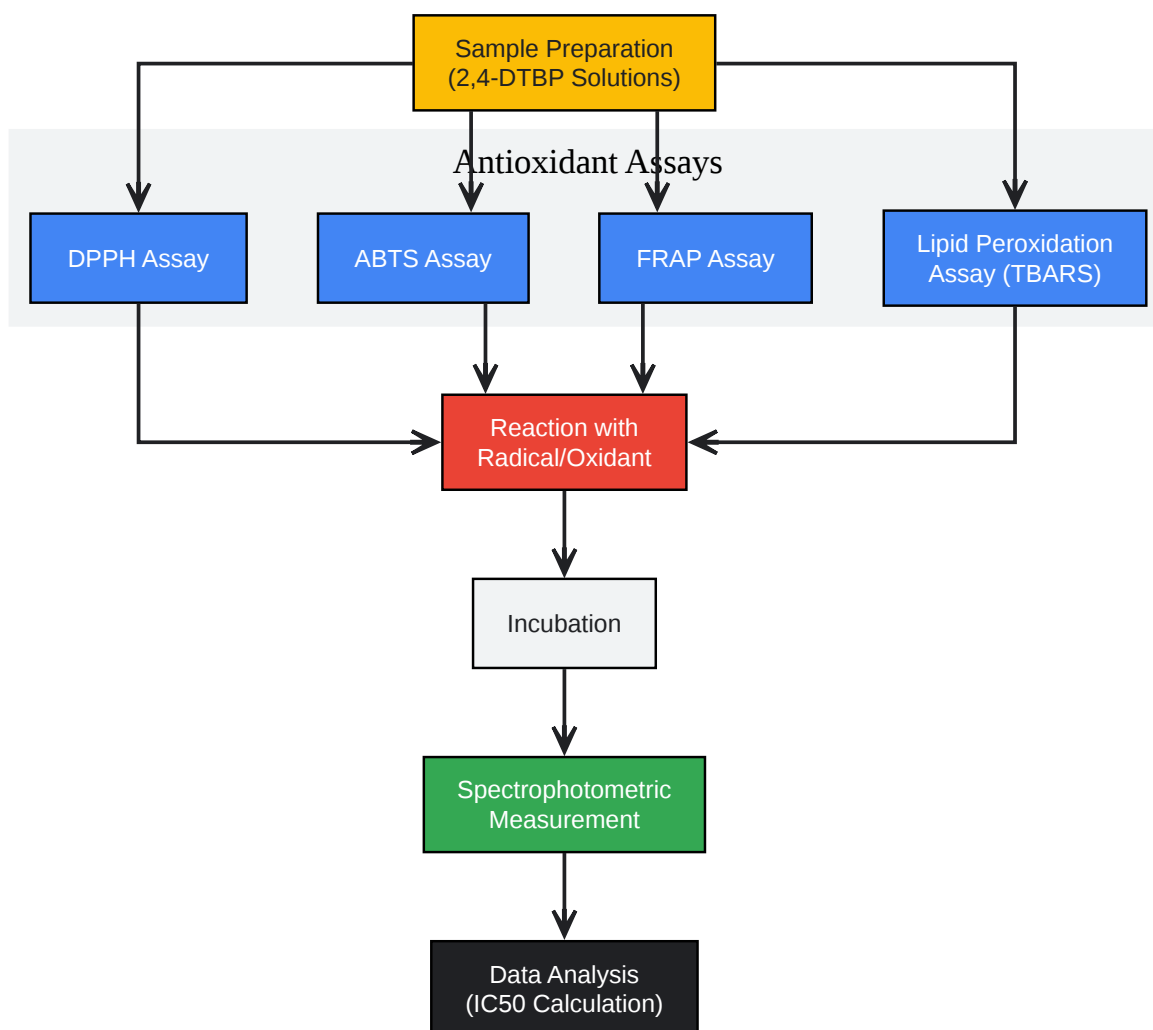 Sample Preparation
(2,4-DTBP Solutions)
Antioxidant Assays
DPPH Assay
ABTS Assay
FRAP Assay
Lipid Peroxidation
Assay (TBARS)
Reaction with
Radical/Oxidant
Incubation
Spectrophotometric
Measurement
Data Analysis
(IC50 Calculation)